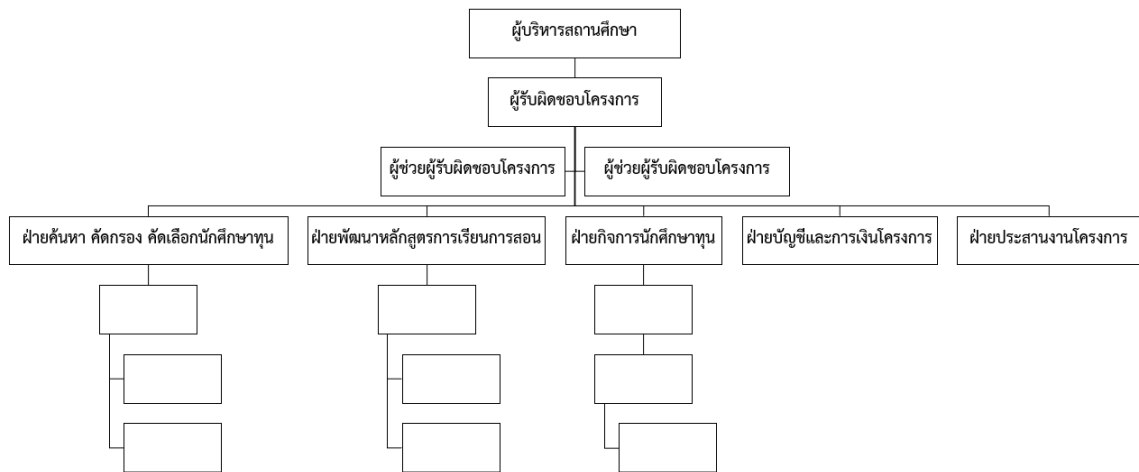 ผู้บริหารสถานศึกษา
ผู้รับผิดชอบโครงการ
ผู้ช่วยผู้รับผิดชอบโครงการ
ผู้ช่วยผู้รับผิดชอบโครงการ
ฝ่ายค้นหา คัดกรอง คัดเลือกนักศึกษาทุน
ฝ่ายพัฒนาหลักสูตรการเรียนการสอน
ฝ่ายกิจการนักศึกษาทุน
ฝ่ายบัญชีและการเงินโครงการ
ฝ่ายประสานงานโครงการ